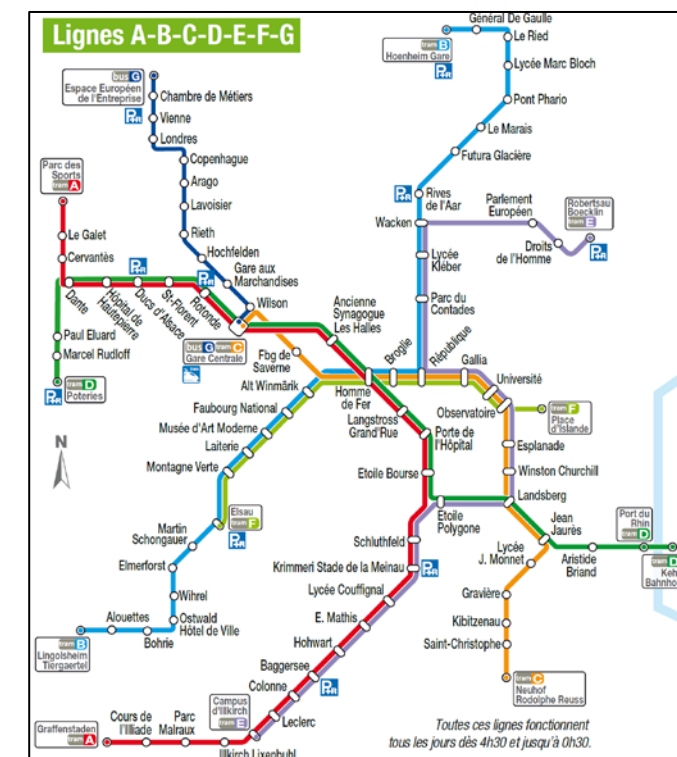 Lignes A-B-C-D-E-F-G
tram B
Hoenheim Gare
P+R
Général De Gaulle
Le Ried
Lycée Marc Bloch
Pont Phario
Le Marais
Futura Glacière
P+R
Rives
de l'Aar
Wacken
Lycée
Kléber
Parc du
Contades
Parlement
Européen
Droits
de l'Homme
Robertsau
Boecklin
tram E
P+R
bus G
Espace Européen
de l'Entreprise
P+R
Chambre de Métiers
Vienne
Londres
Copenhague
Arago
Lavoisier
Rieth
Hochfelden
Gare aux
Marchandises
Wilson
Parc des
Sports
tram A
Le Galet
Cervantès
P+R
P+R
Dante
Hôpital de
Hautepierre
Ducs d'Alsace
St-Florent
Rotonde
bus G tram C
Gare Centrale
Paul Eluard
Marcel Rudloff
P+R
tram D
Poteries
Ancienne
Synagogue
Les Halles
Fbg de
Saverne
Alt Winmärik
Faubourg National
Musée d'Art Moderne
Laiterie
Montagne Verte
Broglie
République
Gallia
Université
Homme
de Fer
Langstross
Grand'Rue
Observatoire
tram F
Place
d'Islande
Porte de
l'Hôpital
Esplanade
Winston Churchill
Etoile Bourse
Landsberg
Etoile
Polygone
Jean
Jaurès
Port du
Rhin
tram D
tram D
Keh
Bahnho
Aristide
Briand
Lycée
J. Monnet
Gravière
Kibitzenau
Saint-Christophe
tram C
Neuhof
Rodolphe Reuss
N
Elsau
tram F
P+R
Martin
Schongauer
Elmerforst
Wihrel
Ostwald
Hôtel de Ville
Alouettes
Bohrie
tram B
Lingolsheim
Tiergaertel
Schluthfeld
Krimmeri Stade de la Meinau
P+R
Lycée Couffignal
E. Mathis
Hohwart
Baggersee
P+R
Colonne
Leclerc
Campus
d'Illkirch
tram E
Graffenstaden
tram A
Cours de
l'Illiade
Parc
Malraux
Illkirch Lixenbuhl
Toutes ces lignes fonctionnent
tous les jours dès 4h30 et jusqu'à 0h30.